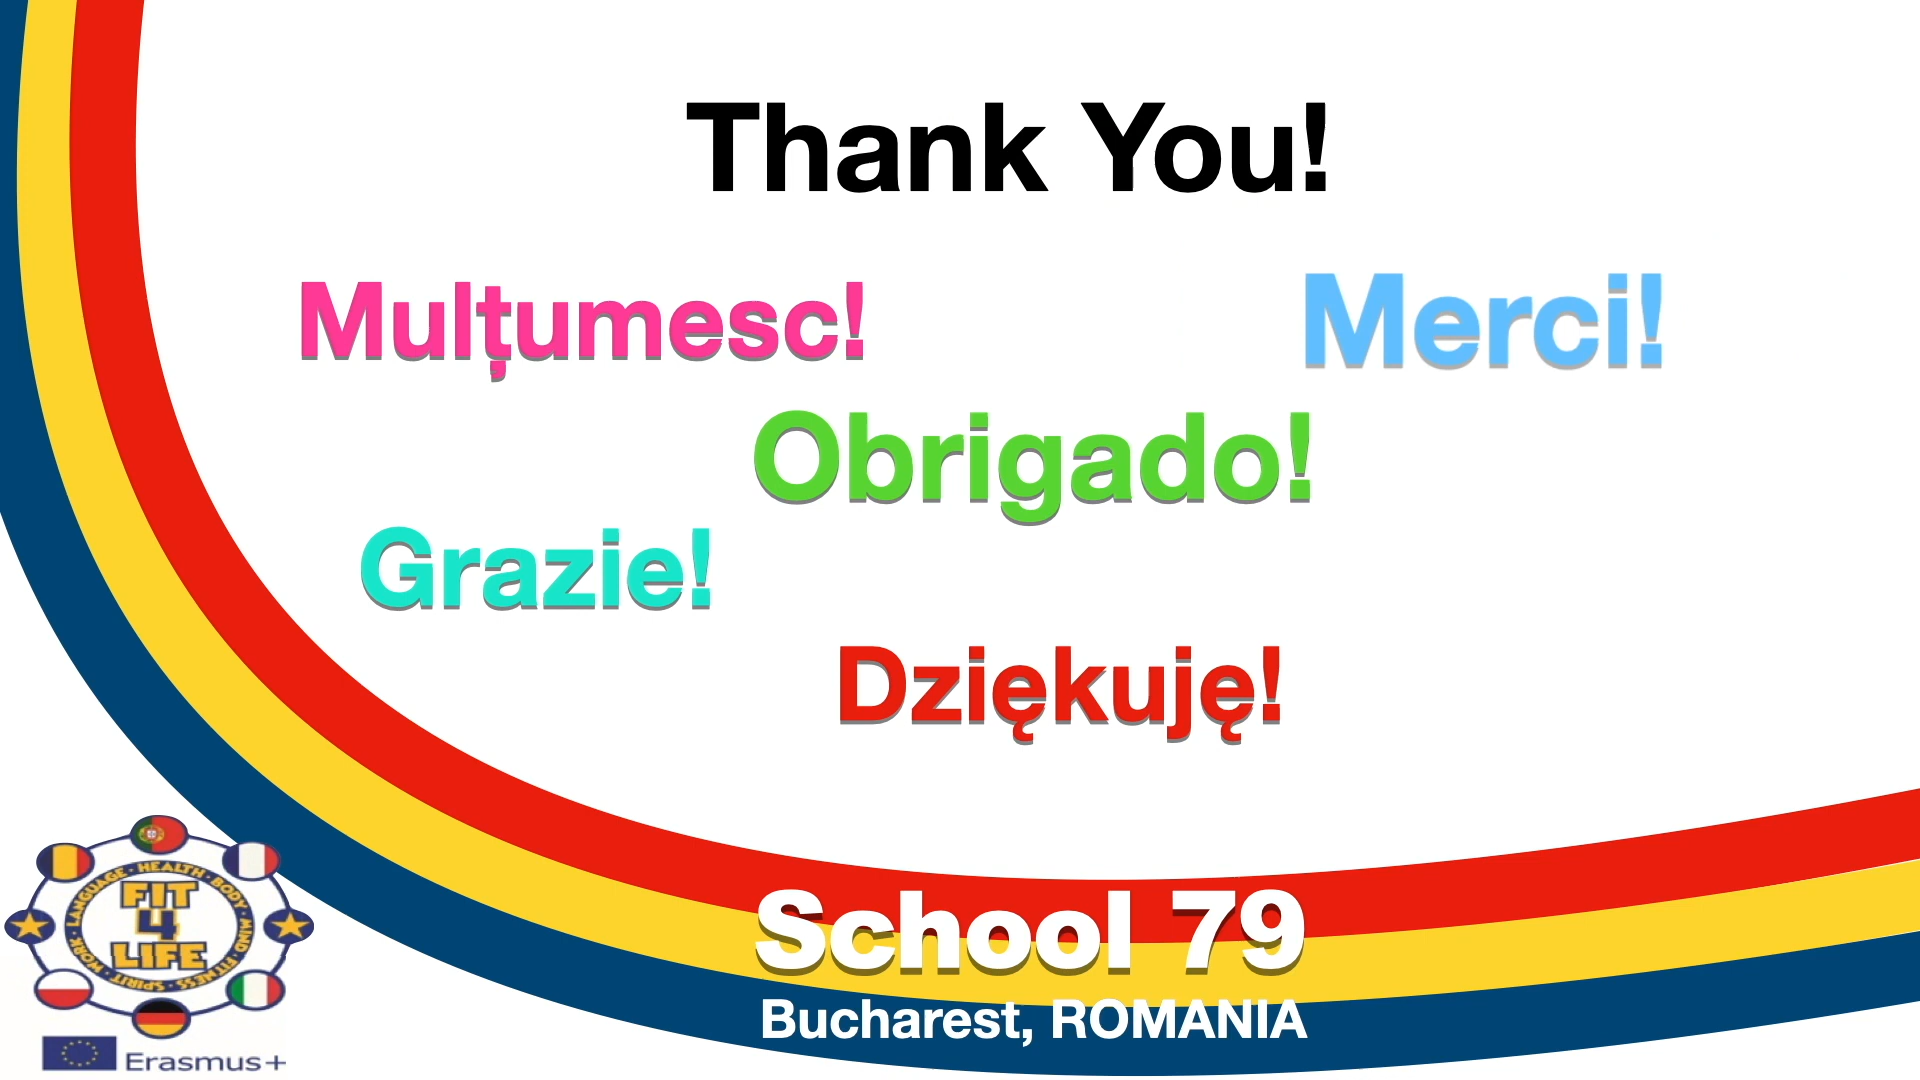 Thank You!
Mulțumesc!
Merci!
Obrigado!
Grazie!
Dziękuję!
School 79
Bucharest, ROMANIA
WORK · LANGUAGE · HEALTH · BODY · MIND · FITNESS · SPIRIT ·
FIT
4
LIFE
Erasmus+